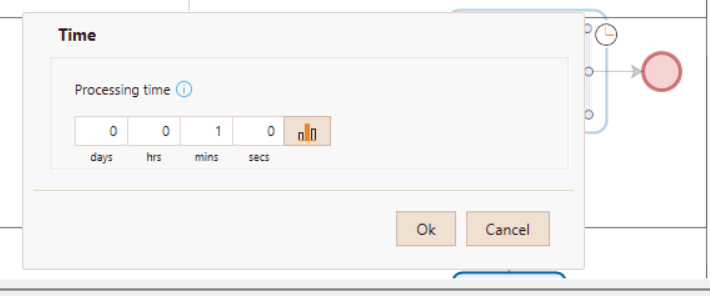 Time
Processing time
0 0 1 0
days hrs mins secs
Ok Cancel